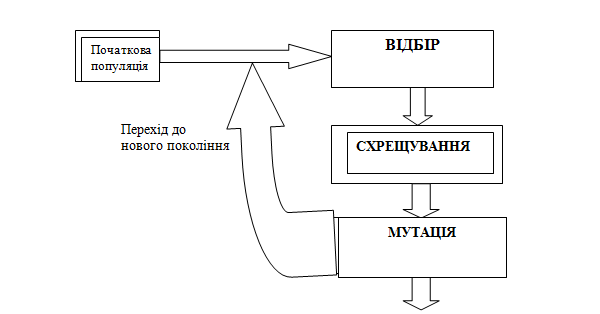 Початкова
популяція
ВІДБІР
Перехід до
нового покоління
СХРЕЩУВАННЯ
МУТАЦІЯ